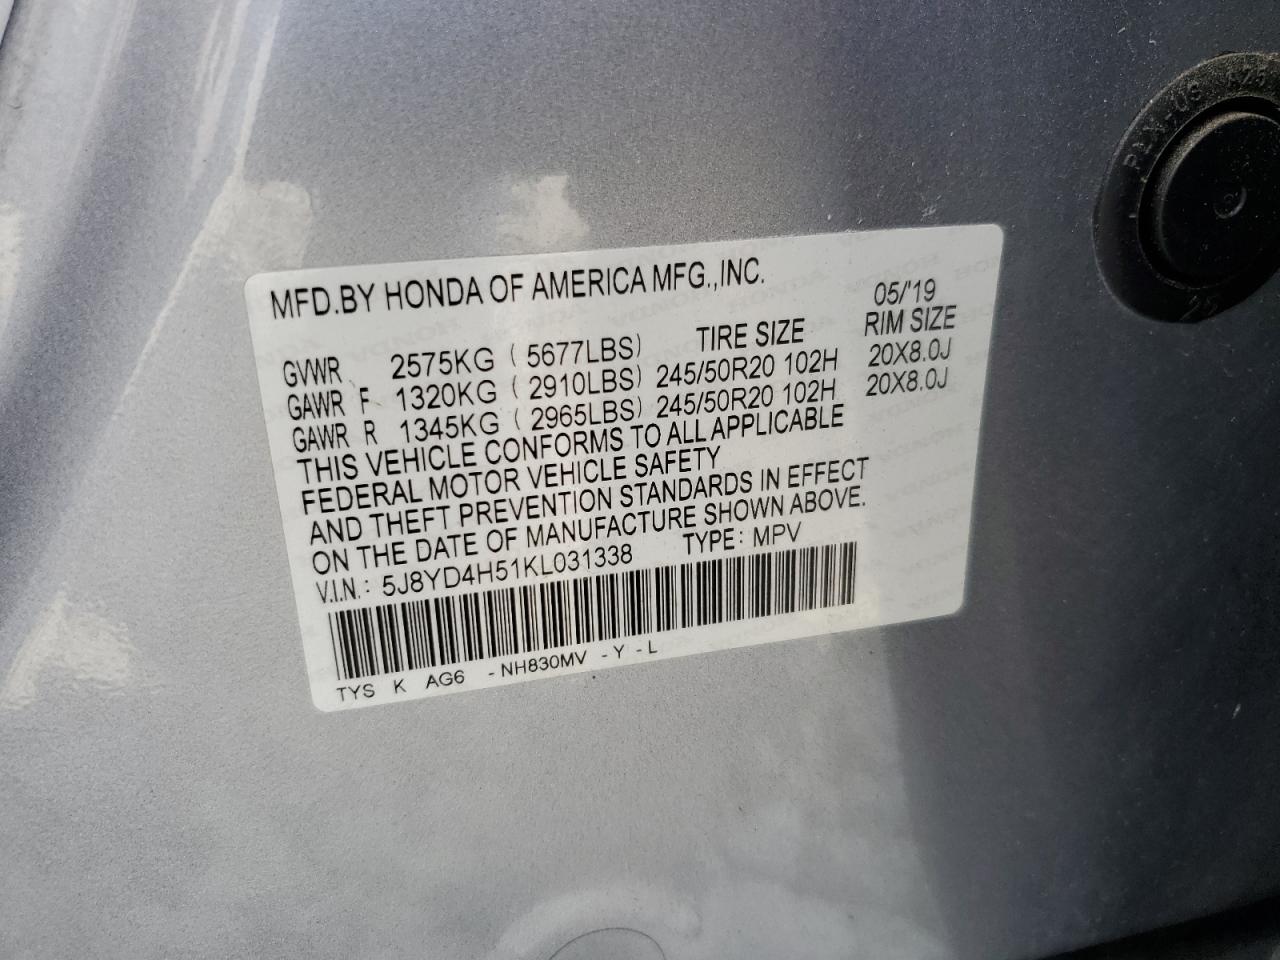 MFD.BY HONDA OF AMERICA MFG.,INC. 05/'19
TIRE SIZE RIM SIZE
GVWR 2575KG ( 5677LBS)
GAWR F 1320KG ( 2910LBS) 245/50R20 102H 20X8.0J
GAWR R 1345KG ( 2965LBS) 245/50R20 102H 20X8.0J
THIS VEHICLE CONFORMS TO ALL APPLICABLE
FEDERAL MOTOR VEHICLE SAFETY
AND THEFT PREVENTION STANDARDS IN EFFECT
ON THE DATE OF MANUFACTURE SHOWN ABOVE.
V.I.N.: 5J8YD4H51KL031338 TYPE: MPV
TYS K AG6 -NH830MV -Y -L
25